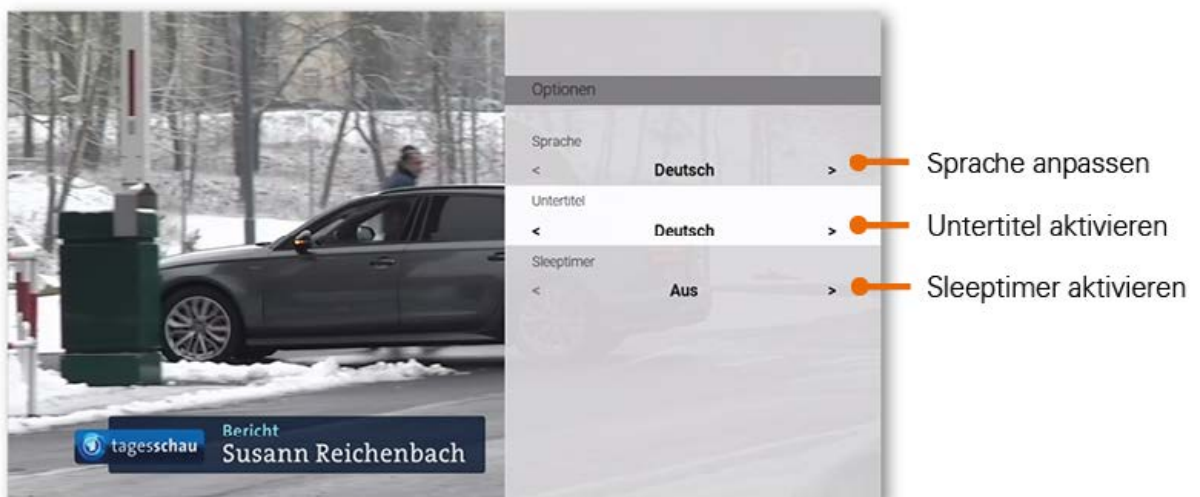 Optionen
Sprache
< Deutsch >
Sprache anpassen
Untertitel
< Deutsch >
Untertitel aktivieren
Sleeptimer
< Aus >
Sleeptimer aktivieren
tagesschau
Bericht
Susann Reichenbach